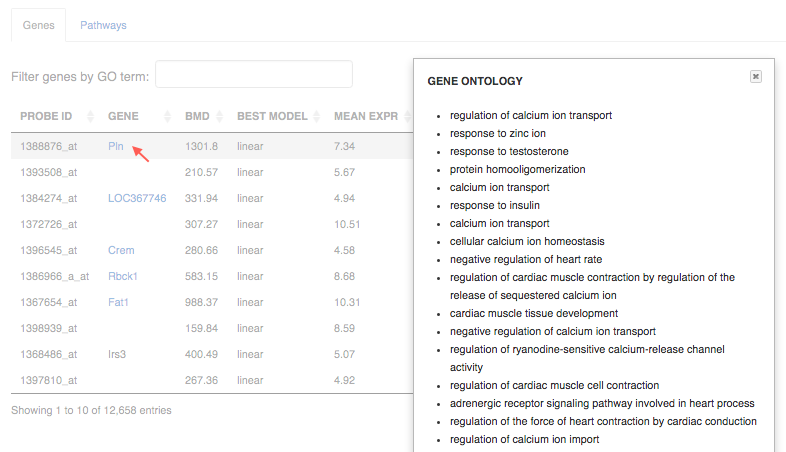 Genes Pathways
Filter genes by GO term:
PROBE ID GENE BMD BEST MODEL MEAN EXPR
1388876_at Pln 1301.8 linear 7.34
1393508_at 210.57 linear 5.67
1384274_at LOC367746 331.94 linear 4.94
1372726_at 307.27 linear 10.51
1396545_at Crem 280.66 linear 4.58
1386966_a_at Rbck1 583.15 linear 8.68
1367654_at Fat1 988.37 linear 10.31
1398939_at 159.84 linear 8.59
1368486_at Irs3 400.49 linear 5.07
1397810_at 267.36 linear 4.92
Showing 1 to 10 of 12,658 entries
GENE ONTOLOGY
regulation of calcium ion transport
response to zinc ion
response to testosterone
protein homooligomerization
calcium ion transport
response to insulin
calcium ion transport
cellular calcium ion homeostasis
negative regulation of heart rate
regulation of cardiac muscle contraction by regulation of the
release of sequestered calcium ion
cardiac muscle tissue development
negative regulation of calcium ion transport
regulation of ryanodine-sensitive calcium-release channel
activity
regulation of cardiac muscle cell contraction
adrenergic receptor signaling pathway involved in heart process
regulation of the force of heart contraction by cardiac conduction
regulation of calcium ion import